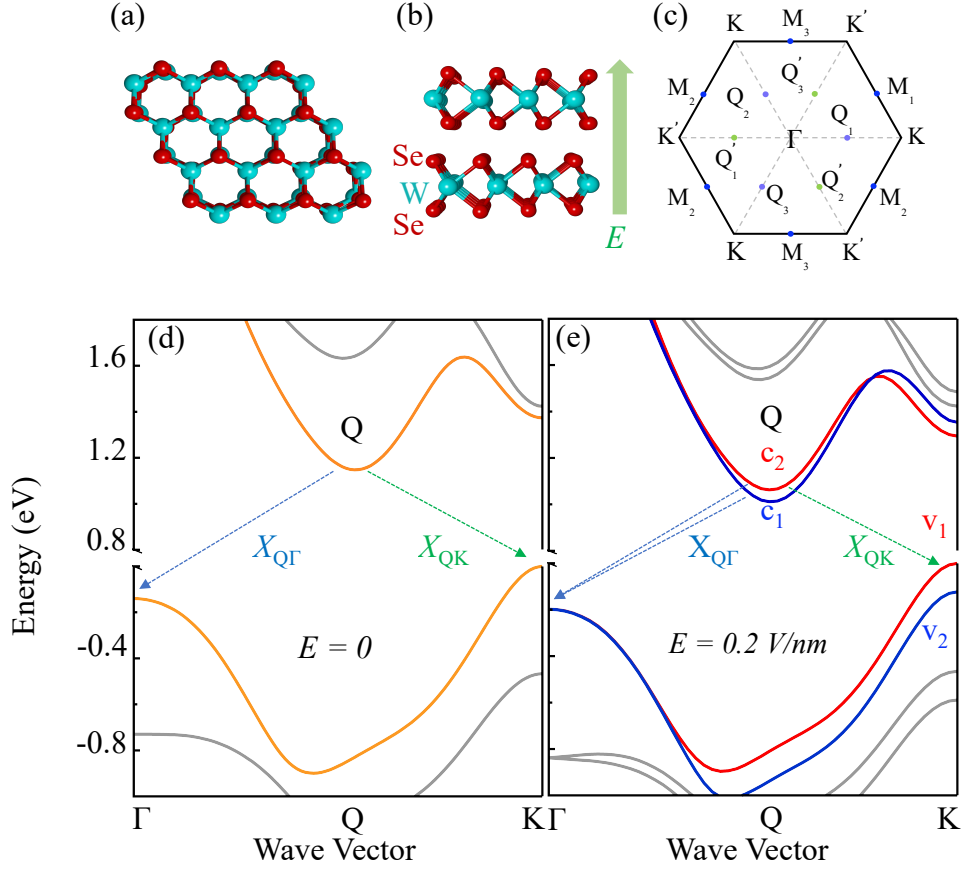 (a)
(b)
(c)
Se
W
Se
E
K
M3
K′
M2
Q2
Q′3
M1
K′
Γ
Q1
K
Q′1
M2
Q3
Q′2
M2
K
M3
K′
(d)
(e)
Energy (eV)
1.6
1.2
0.8
-0.4
-0.8
Q
XQΓ
XQK
E = 0
Γ
Q
K
Wave Vector
Q
c2
c1
v1
XQΓ
XQK
v2
E = 0.2 V/nm
Γ
Q
K
Wave Vector